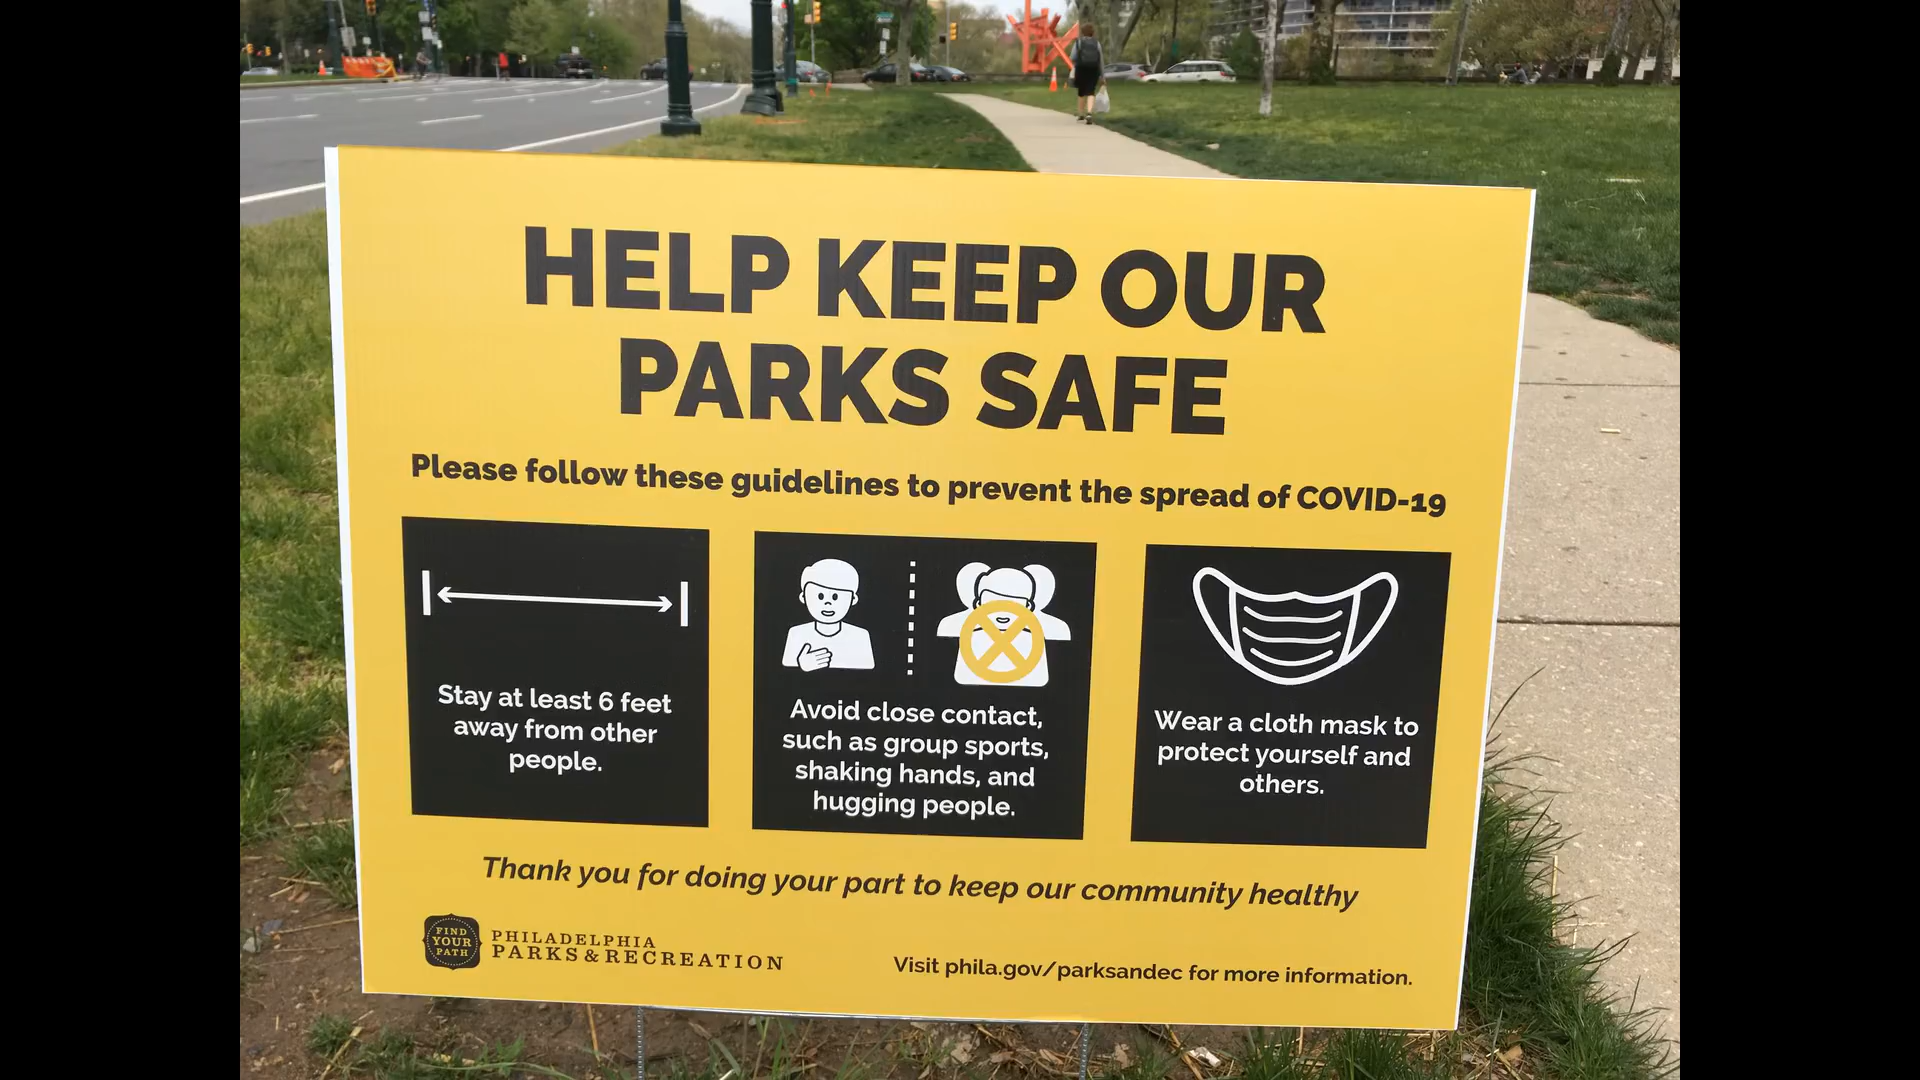 HELP KEEP OUR
PARKS SAFE
Please follow these guidelines to prevent the spread of COVID-19
Stay at least 6 feet
away from other
people.
Avoid close contact,
such as group sports,
shaking hands, and
hugging people.
Wear a cloth mask to
protect yourself and
others.
Thank you for doing your part to keep our community healthy
FIND
YOUR
PATH
PHILADELPHIA
PARKS & RECREATION
Visit phila.gov/parksandec for more information.